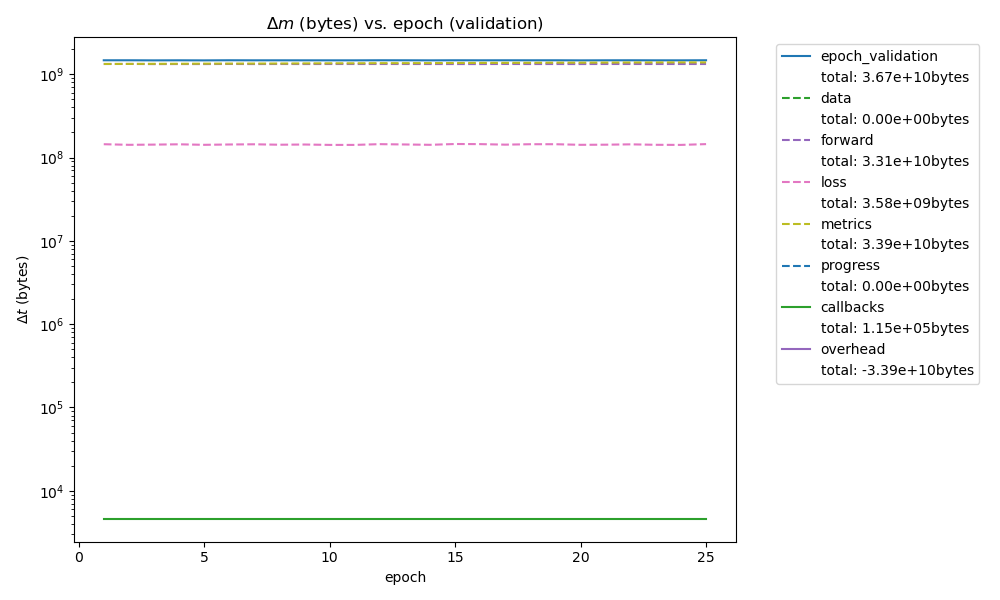 Δm (bytes) vs. epoch (validation)
Δt (bytes)
10⁹
10⁸
10⁷
10⁶
10⁵
10⁴
0 5 10 15 20 25
epoch
epoch_validation
total: 3.67e+10bytes
data
total: 0.00e+00bytes
forward
total: 3.31e+10bytes
loss
total: 3.58e+09bytes
metrics
total: 3.39e+10bytes
progress
total: 0.00e+00bytes
callbacks
total: 1.15e+05bytes
overhead
total: -3.39e+10bytes